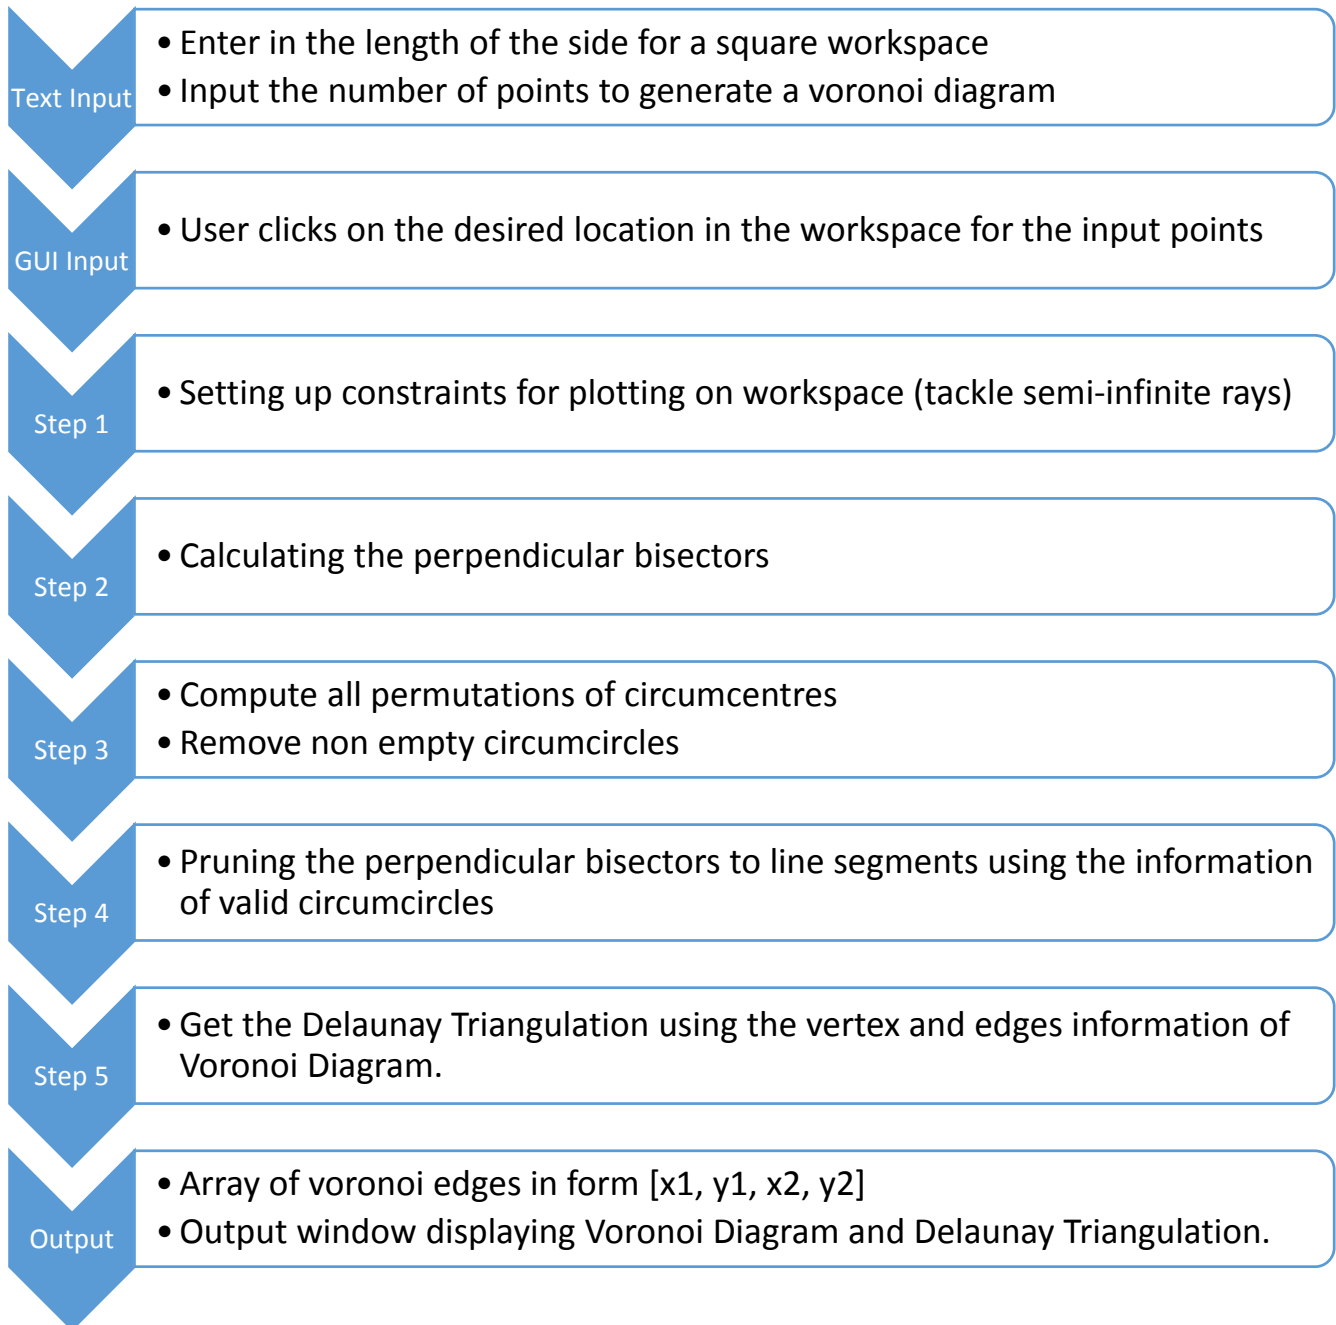 Text Input
• Enter in the length of the side for a square workspace
• Input the number of points to generate a voronoi diagram
GUI Input
• User clicks on the desired location in the workspace for the input points
Step 1
• Setting up constraints for plotting on workspace (tackle semi-infinite rays)
Step 2
• Calculating the perpendicular bisectors
Step 3
• Compute all permutations of circumcentres
• Remove non empty circumcircles
Step 4
• Pruning the perpendicular bisectors to line segments using the information
of valid circumcircles
Step 5
• Get the Delaunay Triangulation using the vertex and edges information of
Voronoi Diagram.
Output
• Array of voronoi edges in form [x1, y1, x2, y2]
• Output window displaying Voronoi Diagram and Delaunay Triangulation.